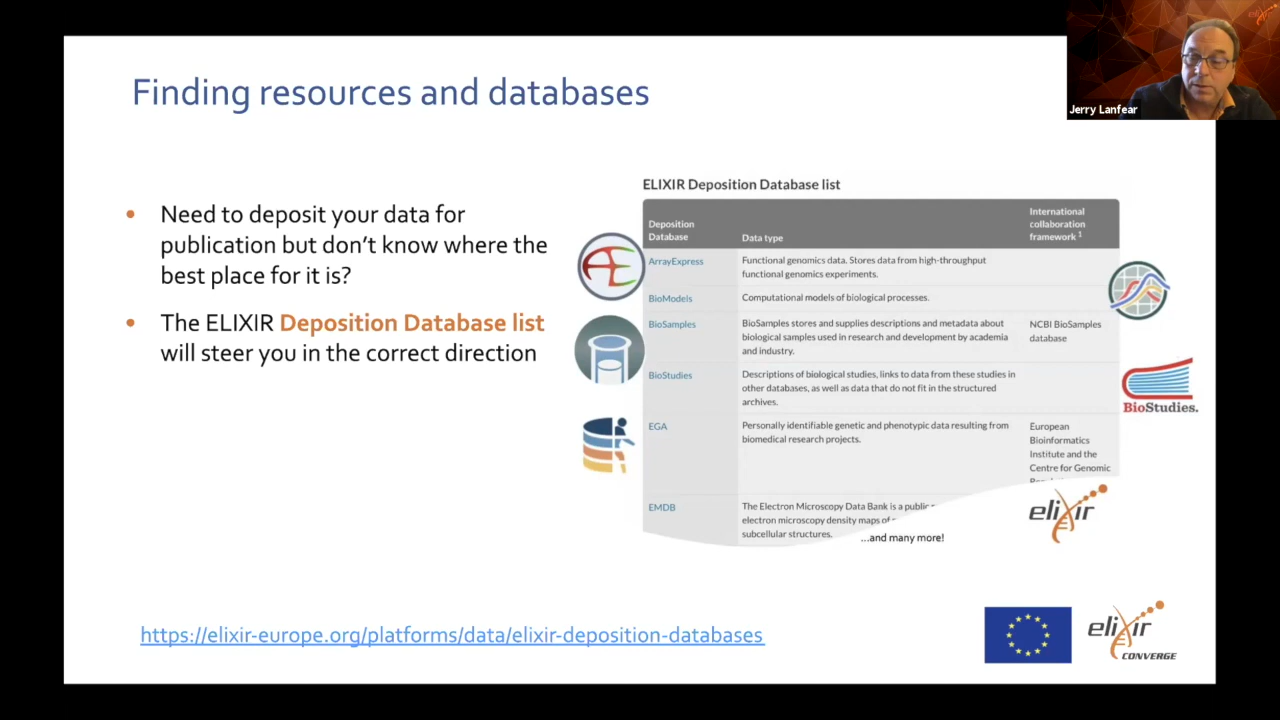 elixir
Jerry Lanfear
Finding resources and databases
• Need to deposit your data for
publication but don't know where the
best place for it is?
• The ELIXIR Deposition Database list
will steer you in the correct direction
ELIXIR Deposition Database list
Deposition
Database
Data type
International
collaboration
framework 1
ArrayExpress
Functional genomics data. Stores data from high-throughput
functional genomics experiments.
BioModels
Computational models of biological processes.
BioSamples
BioSamples stores and supplies descriptions and metadata about
biological samples used in research and development by academia
and industry.
NCBI BioSamples
database
BioStudies
Descriptions of biological studies, links to data from these studies in
other databases, as well as data that do not fit in the structured
archives.
EGA
Personally identifiable genetic and phenotypic data resulting from
biomedical research projects.
European
Bioinformatics
Institute and the
Centre for Genomic
EMDB
The Electron Microscopy Data Bank is a public
electron microscopy density maps of
subcellular structures.
...and many more!
AE
BioStudies.
elixir
https://elixir-europe.org/platforms/data/elixir-deposition-databases
elixir
CONVERGE